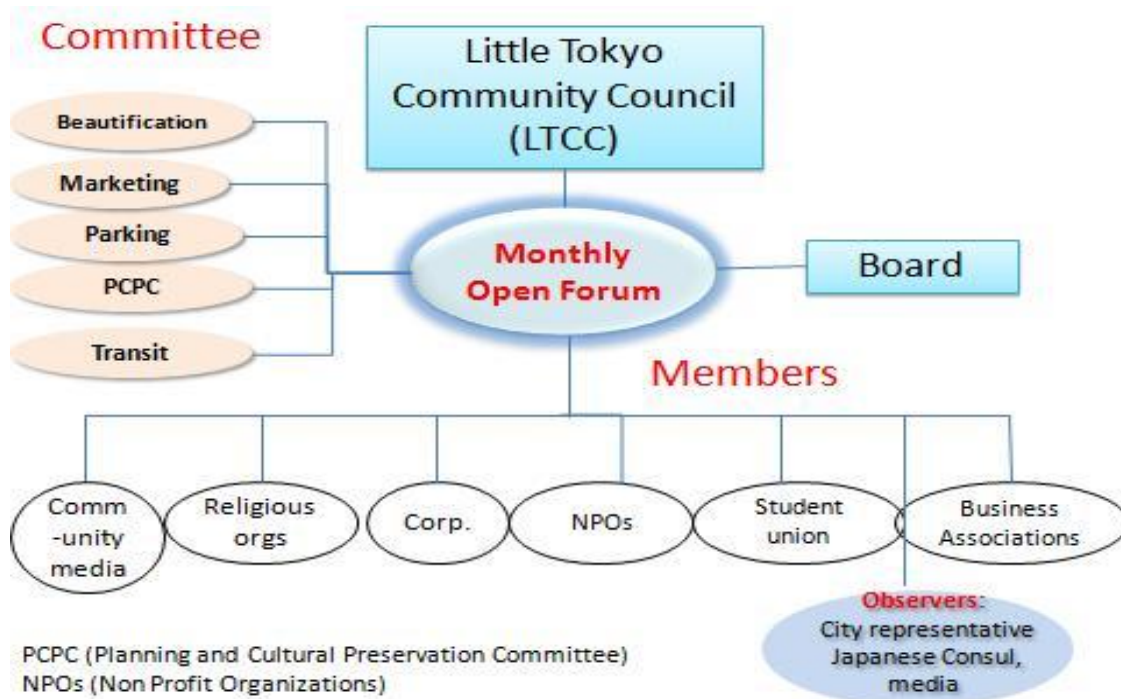 Committee
Little Tokyo
Community Council
(LTCC)
Beautification
Marketing
Parking
PCPC
Transit
Monthly
Open Forum
Board
Members
Comm
-unity
media
Religious
orgs
Corp.
NPOs
Student
union
Business
Associations
Observers:
City representative
Japanese Consul,
media
PCPC (Planning and Cultural Preservation Committee)
NPOs (Non Profit Organizations)